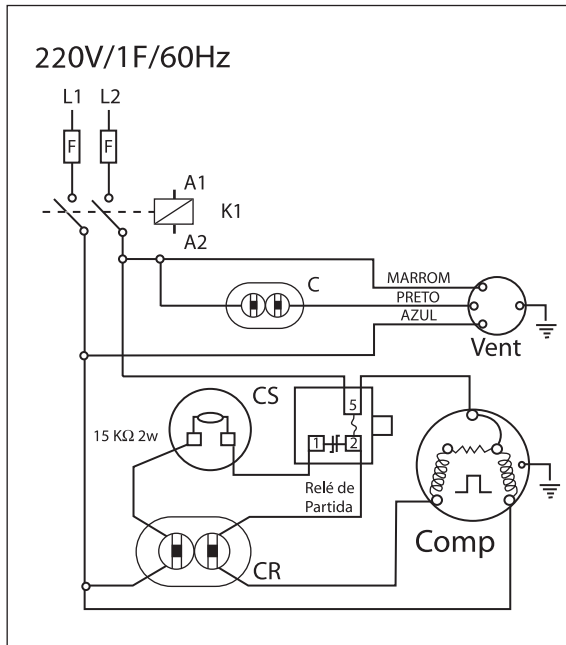 220V/1F/60Hz
L1 L2
F F
A1
K1
A2
C
MARROM
PRETO
AZUL
Vent
CS
5
15 KΩ 2w
1 2
Relé de
Partida
CR
Comp